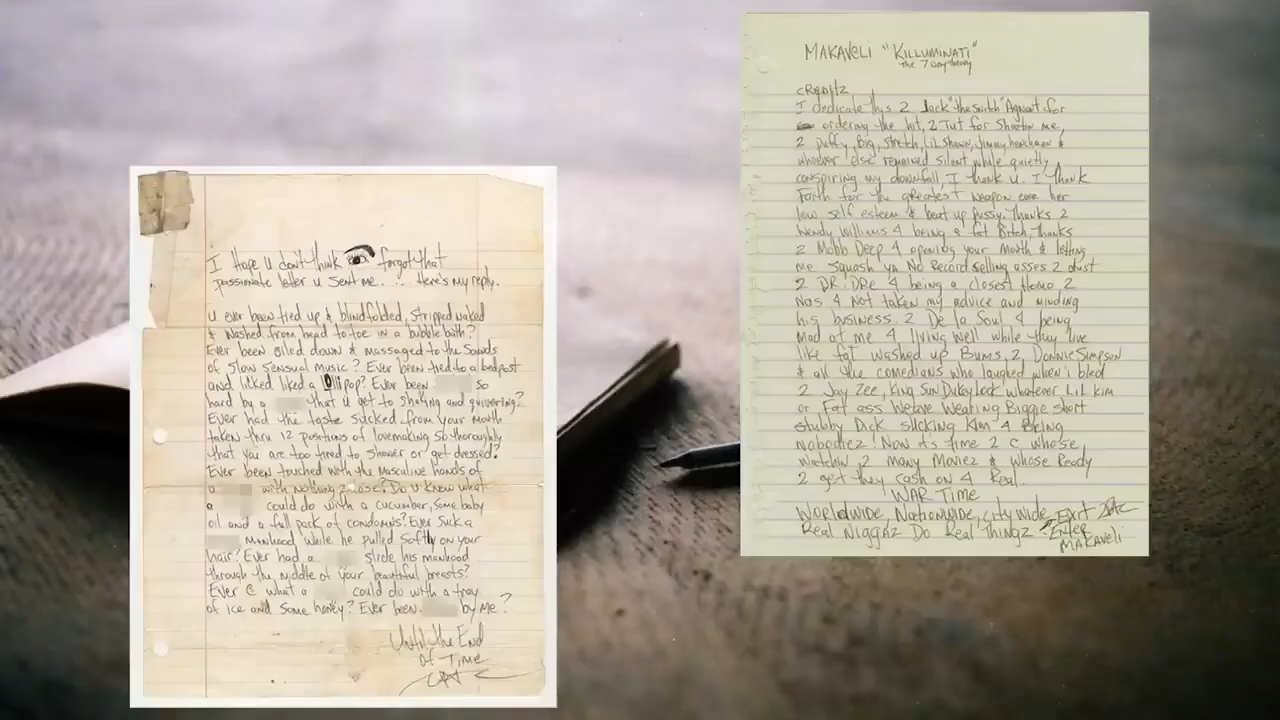 I Hope U don't think forgot that
passionate letter u sent me... Here's my reply.
U ever been tied up & blindfolded, stripped naked
& washed from head to toe in a bubble bath?
Ever been oiled down & massaged to the sounds
of slow sensual music? Ever been tied to a bedpost
and licked liked a lollipop? Ever been so
hard by a that u get to shaking and quivering?
Ever had the taste sucked from your mouth
taken thru 12 positions of lovemaking so thoroughly
that you are too tired to shower or get dressed?
Ever been touched with the masculine hands of
a with nothing 2 lose? Do u know what
a could do with a cucumber, some baby
oil and a full pack of condoms? Ever suck a
manhood while he pulled softly on your
hair? Ever had a slide his manhood
through the middle of your beautiful breasts?
Ever C what a could do with a tray
of ice and some honey? Ever been by Me?
Until the End
of Time
MAKAVELI "KILLUMINATI"
the 7 Day theory
CREDITZ
I dedicate this 2 Jack "the snitch" Agnant for
ordering the hit, 2 Tut for shootin me,
2 Puffy, Big, Stretch, Lil Shawn, Jimmy henchmen &
whoever else remained silent while quietly
conspiring my downfall, I thank u. I thank
Faith for the greatest weapon ever her
low self esteem & beat up pussy. Thanks 2
Wendy Williams 4 being a fat Bitch, Thanks
2 Mobb Deep 4 opening your mouth & letting
me squash ya No Record selling asses 2 dust
2 DR. DRe 4 being a closest Homo 2
Nas 4 Not taken my advice and minding
his business. 2 De La Soul 4 being
mad at me 4 living well while they live
like fat washed up Bums, 2 Donnie Simpson
& all the comedians who laughed when i bled
2 Jay Zee, King Sun Dukey Lock whatever Lil Kim
or Fat ass Weave Wearing Biggie short
stubby Dick sucking Kim 4 Being
nobodiez! Now it's time 2 C whose
watchin 2 many Moviez & whose Ready
2 get they cash on 4 Real.
WAR TIME
Worldwide, Nationwide, City Wide, Exit 2PAC
Real Niggaz Do Real Thingz Enter
MAKAVELI